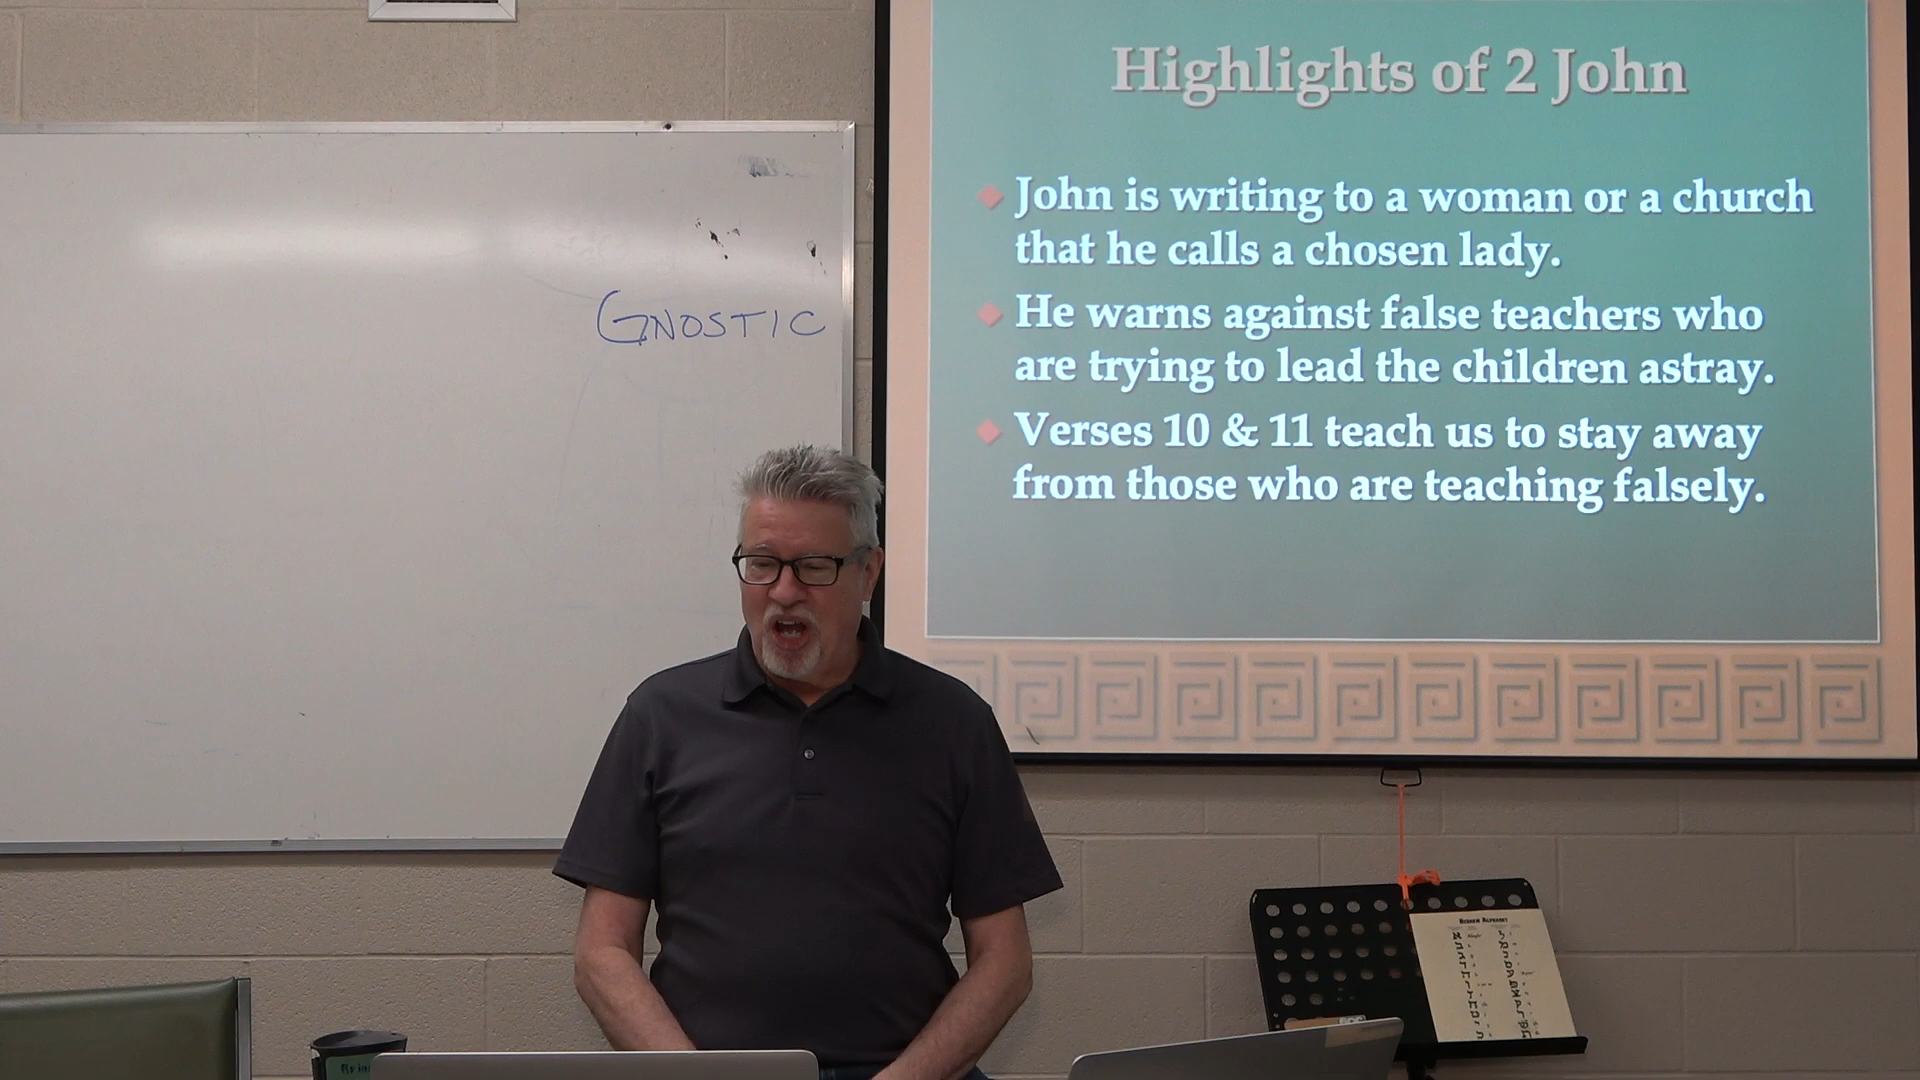 Highlights of 2 John
John is writing to a woman or a church
that he calls a chosen lady.
He warns against false teachers who
are trying to lead the children astray.
Verses 10 & 11 teach us to stay away
from those who are teaching falsely.
GNOSTIC
HEBREW ALPHABET